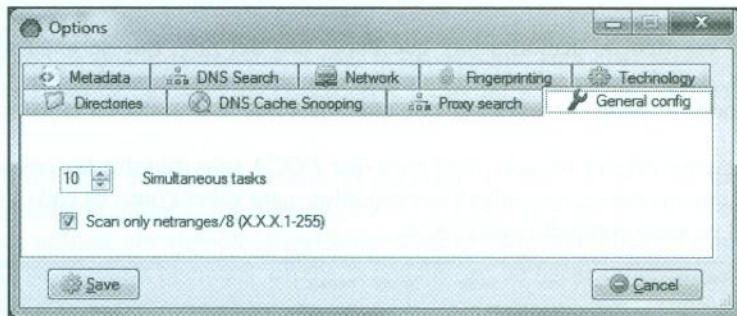 Options
Metadata
DNS Search
Network
Fingerprinting
Technology
Directories
DNS Cache Snooping
Proxy search
General config
10 Simultaneous tasks
Scan only netranges/8 (X.X.X.1-255)
Save
Cancel